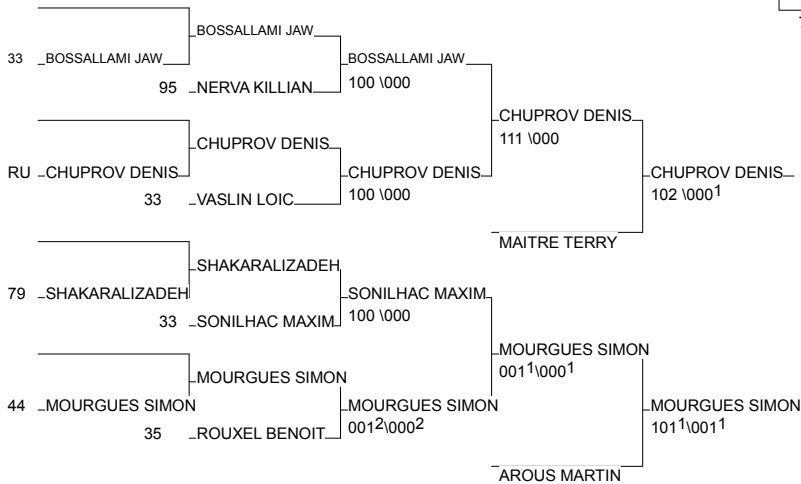 BOSSALLAMI JAW
33 BOSSALLAMI JAW BOSSALLAMI JAW
95 NERVA KILLIAN 100 \000
CHUPROV DENIS
111 \000
CHUPROV DENIS
RU CHUPROV DENIS CHUPROV DENIS CHUPROV DENIS
33 VASLIN LOIC 100 \000 102 \000¹
MAITRE TERRY
SHAKARALIZADEH
79 SHAKARALIZADEH SONILHAC MAXIM
33 SONILHAC MAXIM 100 \000
MOURGUES SIMON
001¹\000¹
MOURGUES SIMON
44 MOURGUES SIMON MOURGUES SIMON MOURGUES SIMON
35 ROUXEL BENOIT 001²\000² 101¹\001¹
AROUS MARTIN